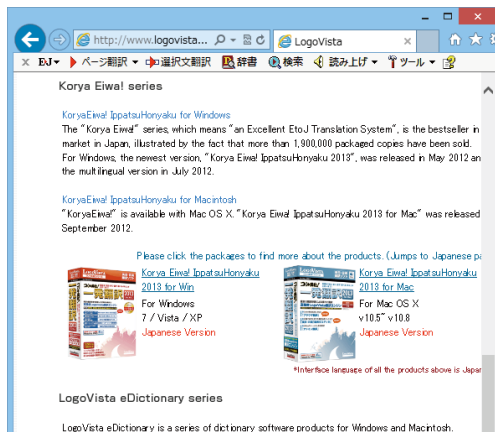 http://www.logovista...
LogoVista
EJ ページ翻訳 選択文翻訳 辞書 検索 読み上げ ツール
Korya Eiwa! series
KoryaEiwa! IppatsuHonyaku for Windows
The "Korya Eiwa!" series, which means "an Excellent EtoJ Translation System", is the bestseller in
market in Japan, illustrated by the fact that more than 1,900,000 packaged copies have been sold.
For Windows, the newest version, "Korya Eiwa! IppatsuHonyaku 2013", was released in May 2012 an
the multilingual version in July 2012.
KoryaEiwa! IppatsuHonyaku for Macintosh
"KoryaEiwa!" is available with Mac OS X. "Korya Eiwa! IppatsuHonyaku 2013 for Mac" was released
September 2012.
Please click the packages to find more about the products. (Jumps to Japanese pa
Korya Eiwa! IppatsuHonyaku
2013 for Win
For Windows
7 / Vista / XP
Japanese Version
Korya Eiwa! IppatsuHonyaku
2013 for Mac
For Mac OS X
v10.5~v10.8
Japanese Version
*Interface language of all the products above is Japan
LogoVista eDictionary series
LogoVista eDictionary is a series of dictionary software products for Windows and Macintosh.